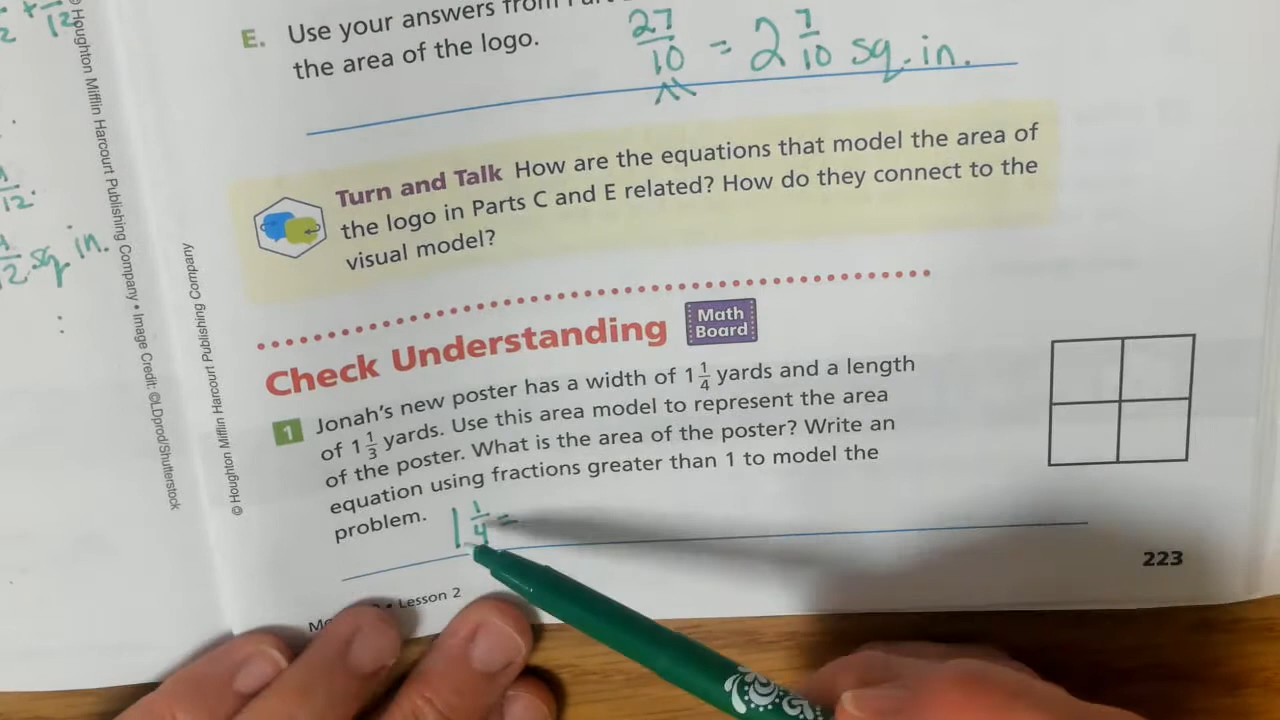 E. Use your answers from Part
the area of the logo.
27/10 = 2 7/10 sq. in.
Turn and Talk How are the equations that model the area of
the logo in Parts C and E related? How do they connect to the
visual model?
Check Understanding
Math
Board
1 Jonah's new poster has a width of 1 1/4 yards and a length
of 1 1/3 yards. Use this area model to represent the area
of the poster. What is the area of the poster? Write an
equation using fractions greater than 1 to model the
problem.
1 1/4 =
223
• Lesson 2
© Houghton Mifflin Harcourt Publishing Company
Houghton Mifflin Harcourt Publishing Company • Image Credit: ©LDprod/Shutterstock
12
12.
2 sq in.